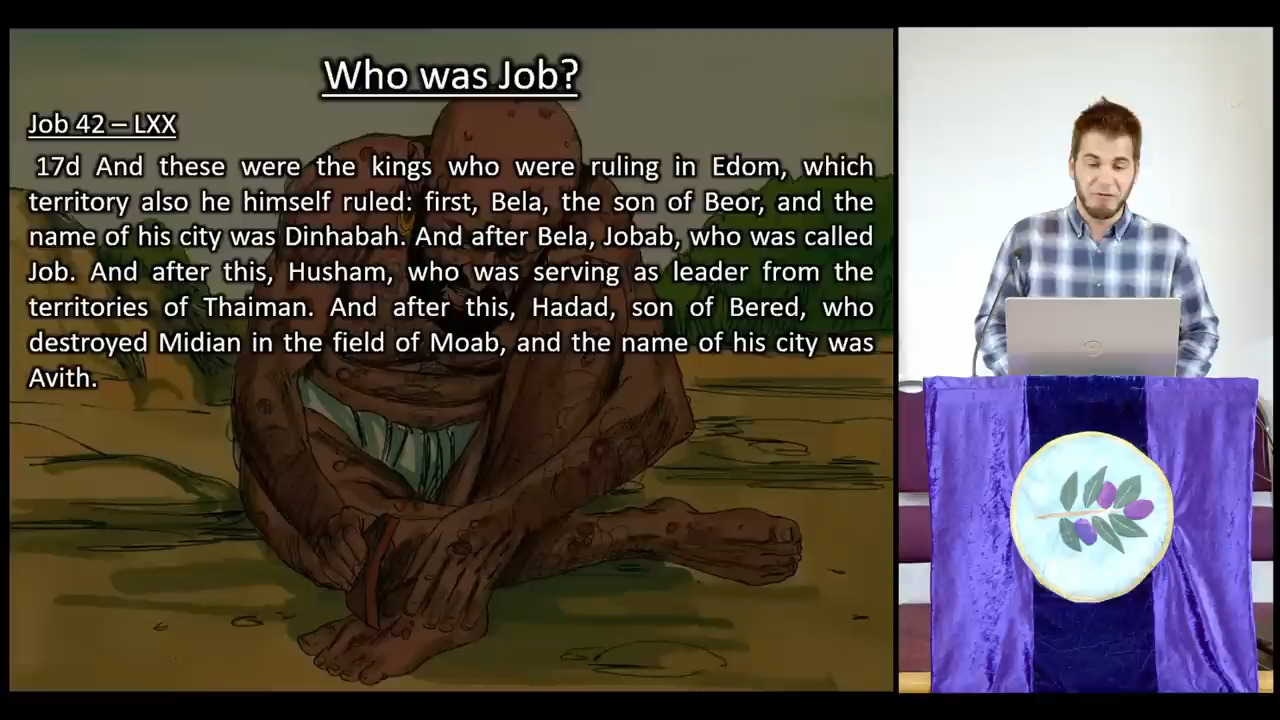 Who was Job?
Job 42 – LXX
17d And these were the kings who were ruling in Edom, which
territory also he himself ruled: first, Bela, the son of Beor, and the
name of his city was Dinhabah. And after Bela, Jobab, who was called
Job. And after this, Husham, who was serving as leader from the
territories of Thaiman. And after this, Hadad, son of Bered, who
destroyed Midian in the field of Moab, and the name of his city was
Avith.